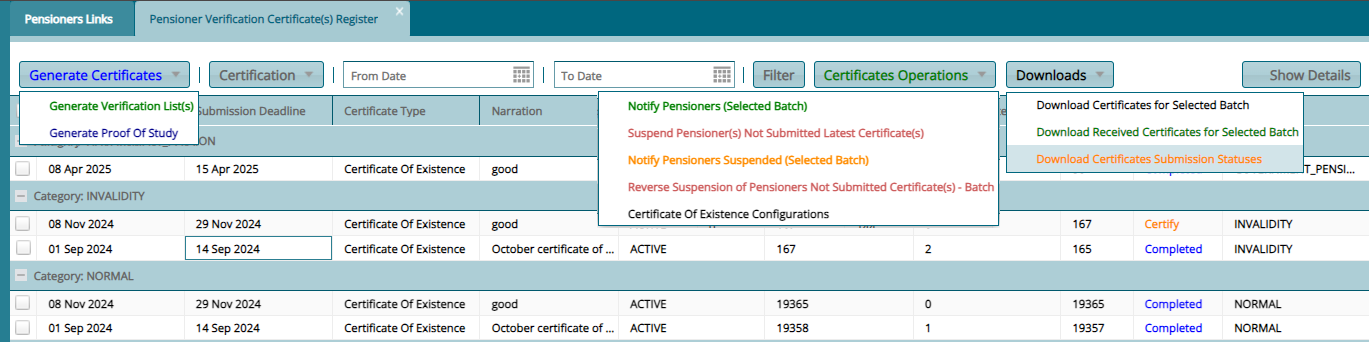 Pensioners Links
Pensioner Verification Certificate(s) Register
×
Generate Certificates
Certification
From Date
To Date
Filter
Certificates Operations
Downloads
Show Details
Generate Verification List(s)
Generate Proof Of Study
Notify Pensioners (Selected Batch)
Suspend Pensioner(s) Not Submitted Latest Certificate(s)
Notify Pensioners Suspended (Selected Batch)
Reverse Suspension of Pensioners Not Submitted Certificate(s) - Batch
Certificate Of Existence Configurations
Download Certificates for Selected Batch
Download Received Certificates for Selected Batch
Download Certificates Submission Statuses
Submission Deadline Certificate Type Narration
08 Apr 2025 15 Apr 2025 Certificate Of Existence good
Category: INVALIDITY
08 Nov 2024 29 Nov 2024 Certificate Of Existence good 167 Certify INVALIDITY
01 Sep 2024 14 Sep 2024 Certificate Of Existence October certificate of ... ACTIVE 167 2 165 Completed INVALIDITY
Category: NORMAL
08 Nov 2024 29 Nov 2024 Certificate Of Existence good ACTIVE 19365 0 19365 Completed NORMAL
01 Sep 2024 14 Sep 2024 Certificate Of Existence October certificate of ... ACTIVE 19358 1 19357 Completed NORMAL